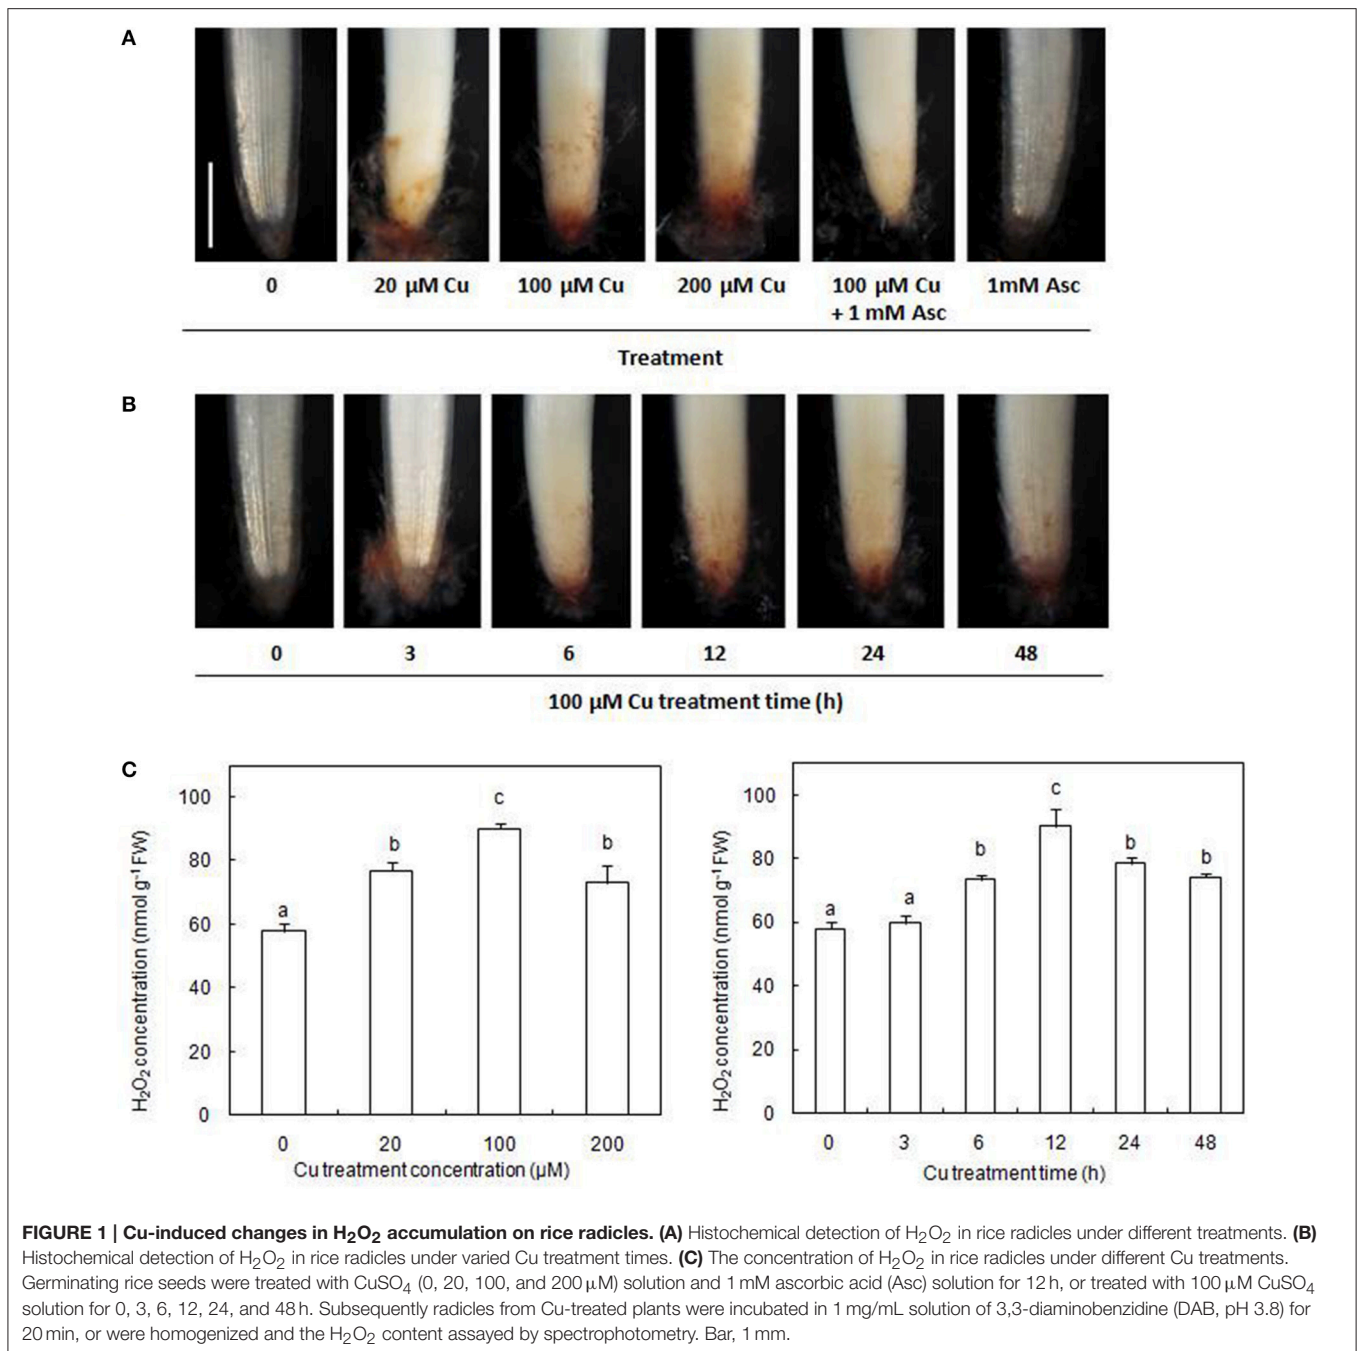 A
0
20 µM Cu
100 µM Cu
200 µM Cu
100 µM Cu
+ 1 mM Asc
1mM Asc
Treatment
B
0 3 6 12 24 48
100 µM Cu treatment time (h)
C
H₂O₂ concentration (nmol g⁻¹ FW)
100
80
60
40
20
0
a b c b
0 20 100 200
Cu treatment concentration (µM)
H₂O₂ concentration (nmol g⁻¹ FW)
100
80
60
40
20
0
a a b c b b
0 3 6 12 24 48
Cu treatment time (h)
FIGURE 1 | Cu-induced changes in H₂O₂ accumulation on rice radicles. (A) Histochemical detection of H₂O₂ in rice radicles under different treatments. (B)
Histochemical detection of H₂O₂ in rice radicles under varied Cu treatment times. (C) The concentration of H₂O₂ in rice radicles under different Cu treatments.
Germinating rice seeds were treated with CuSO₄ (0, 20, 100, and 200 µM) solution and 1 mM ascorbic acid (Asc) solution for 12 h, or treated with 100 µM CuSO₄
solution for 0, 3, 6, 12, 24, and 48 h. Subsequently radicles from Cu-treated plants were incubated in 1 mg/mL solution of 3,3-diaminobenzidine (DAB, pH 3.8) for
20 min, or were homogenized and the H₂O₂ content assayed by spectrophotometry. Bar, 1 mm.